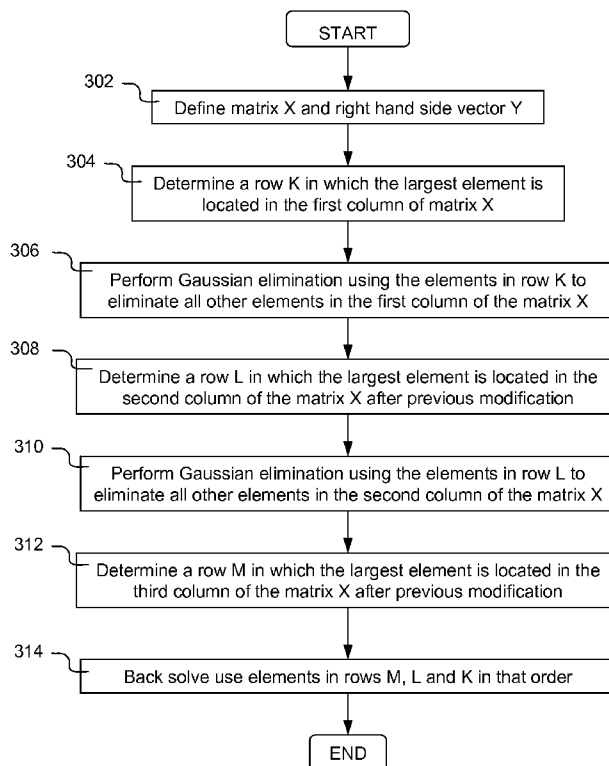 START
302
Define matrix X and right hand side vector Y
304
Determine a row K in which the largest element is
located in the first column of matrix X
306
Perform Gaussian elimination using the elements in row K to
eliminate all other elements in the first column of the matrix X
308
Determine a row L in which the largest element is located in the
second column of the matrix X after previous modification
310
Perform Gaussian elimination using the elements in row L to
eliminate all other elements in the second column of the matrix X
312
Determine a row M in which the largest element is located in the
third column of the matrix X after previous modification
314
Back solve use elements in rows M, L and K in that order
END